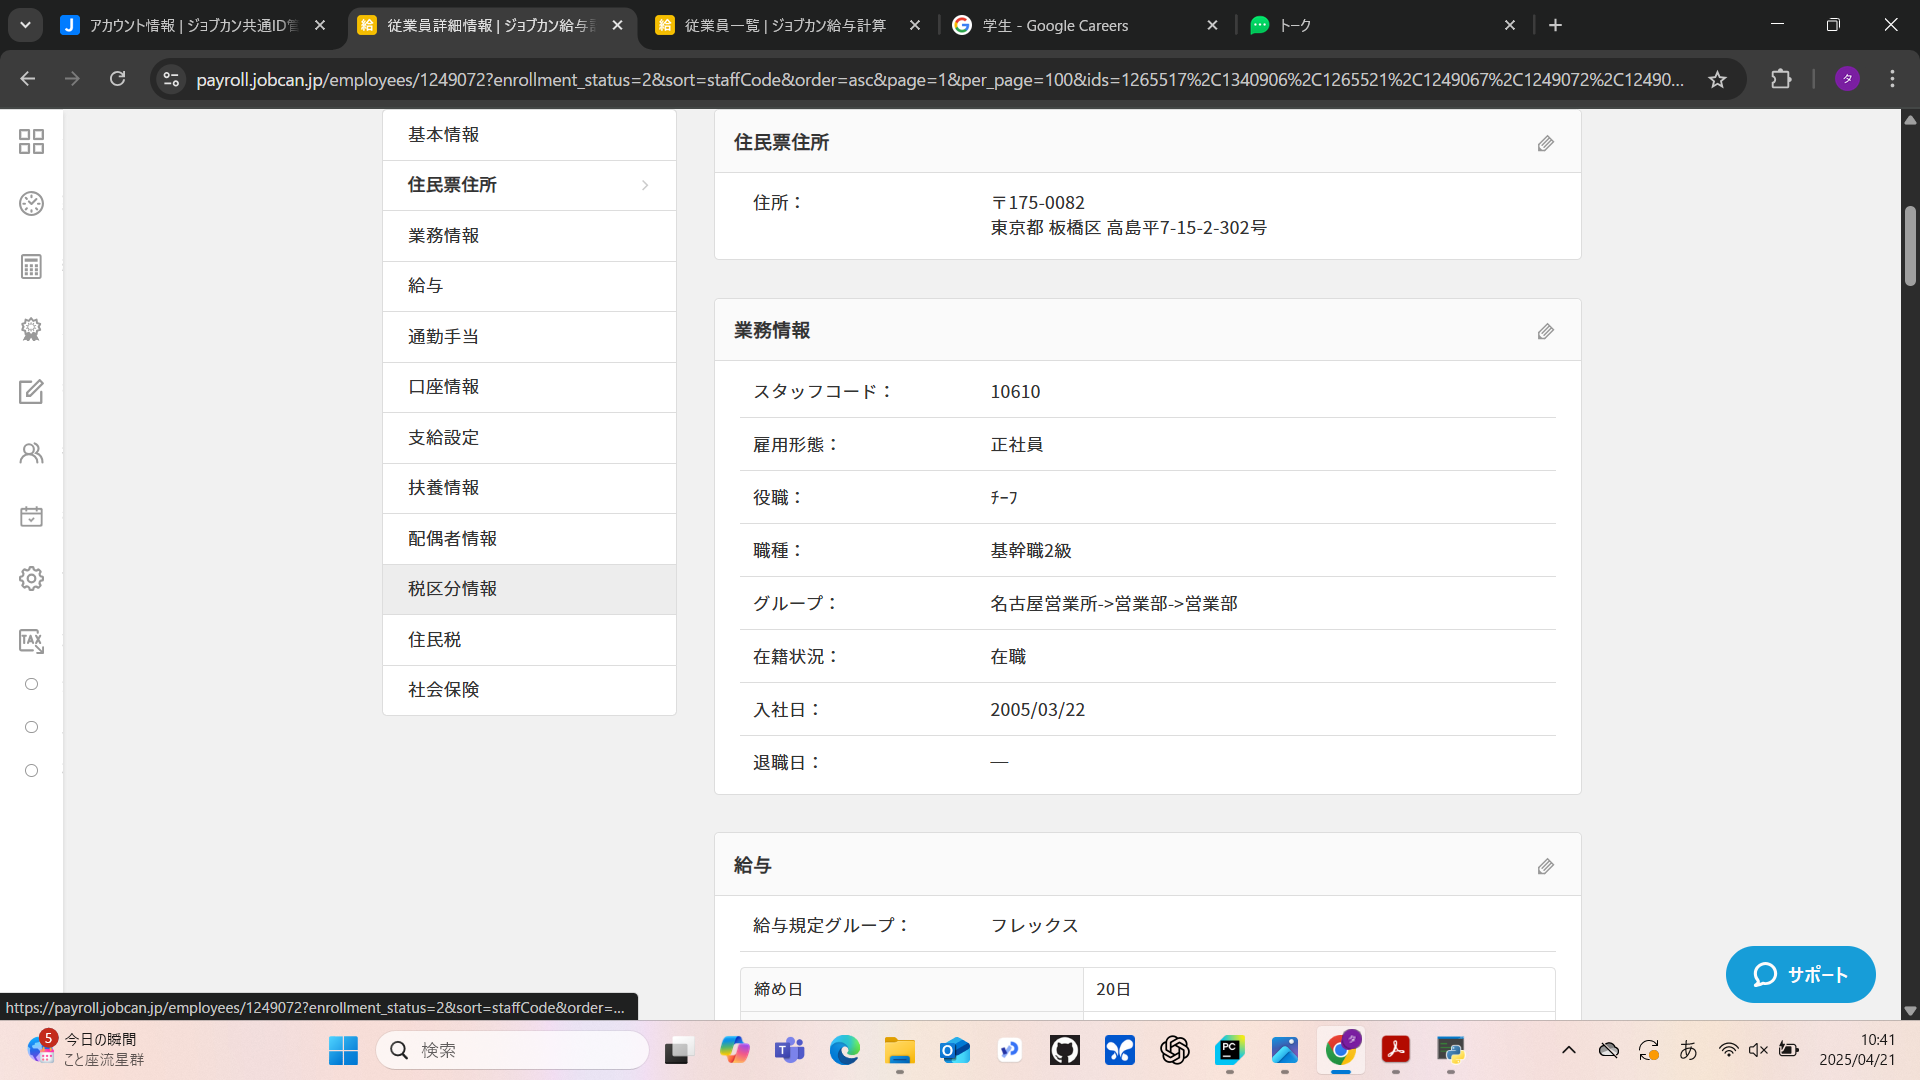 アカウント情報 | ジョブカン共通ID管
従業員詳細情報 | ジョブカン給与計
従業員一覧 | ジョブカン給与計算
学生 - Google Careers
トーク
payroll.jobcan.jp/employees/1249072?enrollment_status=2&sort=staffCode&order=asc&page=1&per_page=100&ids=1265517%2C1340906%2C1265521%2C1249067%2C1249072%2C12490...
タ
基本情報
住民票住所
業務情報
給与
通勤手当
口座情報
支給設定
扶養情報
配偶者情報
税区分情報
住民税
社会保険
TAX
住民票住所
住所：
〒175-0082
東京都 板橋区 高島平7-15-2-302号
業務情報
スタッフコード： 10610
雇用形態： 正社員
役職： ﾁｰﾌ
職種： 基幹職2級
グループ： 名古屋営業所->営業部->営業部
在籍状況： 在職
入社日： 2005/03/22
退職日： —
給与
給与規定グループ： フレックス
締め日 20日
サポート
https://payroll.jobcan.jp/employees/1249072?enrollment_status=2&sort=staffCode&order=...
5
今日の瞬間
こと座流星群
検索
あ
10:41
2025/04/21